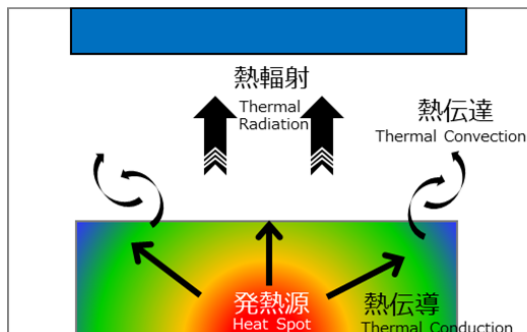 熱輻射
Thermal
Radiation
熱伝達
Thermal Convection
発熱源
Heat Spot
熱伝導
Thermal Conduction